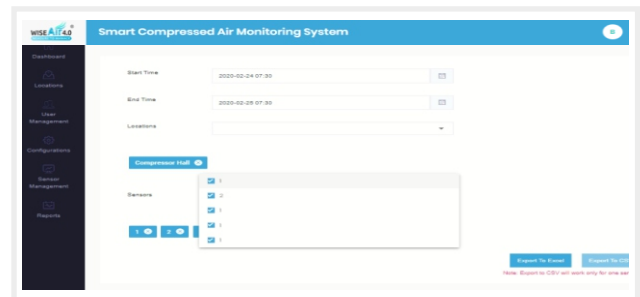 WISE Air 4.0
Smart Compressed Air Monitoring System
Dashboard
Locations
User
Management
Configurations
Sensor
Management
Reports
Start Time
2020-02-24 07:30
End Time
2020-02-25 07:30
Locations
Compressor Hall
Sensors
1
2
1
1
1
1 2
Export To Excel
Export To CS
Note: Export to CSV will work only for one sen